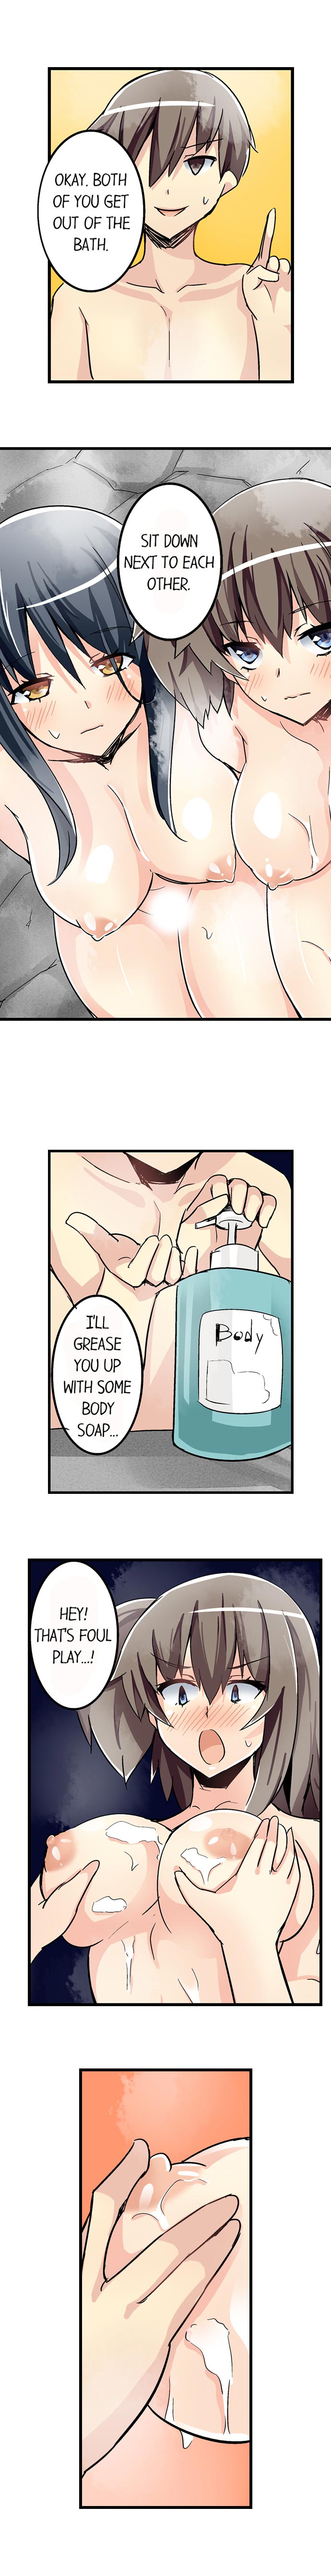 OKAY. BOTH
OF YOU GET
OUT OF THE
BATH.
SIT DOWN
NEXT TO EACH
OTHER.
Body
I'LL
GREASE
YOU UP
WITH SOME
BODY
SOAP...
HEY!
THAT'S FOUL
PLAY...!